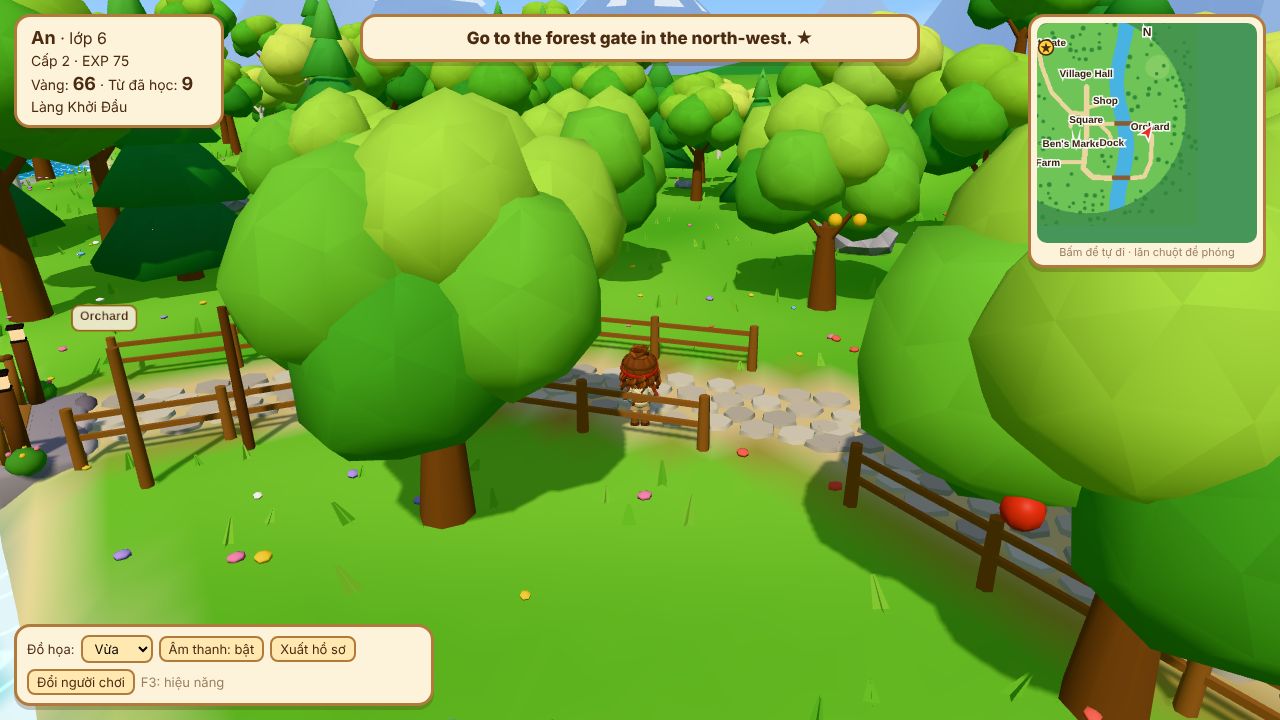 An · lớp 6
Cấp 2 · EXP 75
Vàng: 66 · Từ đã học: 9
Làng Khởi Đầu
Go to the forest gate in the north-west. ★
N
Village Hall
Shop
Square
Orchard
Dock
Farm
Bấm để tự đi · lăn chuột để phóng
Orchard
Đồ họa: Vừa Âm thanh: bật Xuất hồ sơ
Đổi người chơi F3: hiệu năng